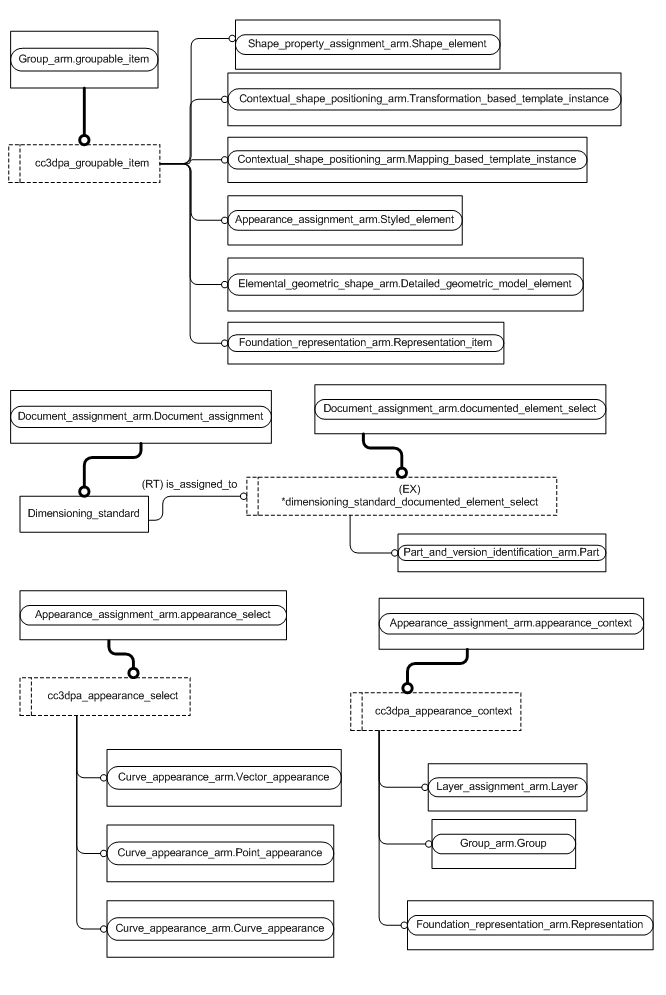 Group_arm.groupable_item
Shape_property_assignment_arm.Shape_element
Contextual_shape_positioning_arm.Transformation_based_template_instance
cc3dpa_groupable_item
Contextual_shape_positioning_arm.Mapping_based_template_instance
Appearance_assignment_arm.Styled_element
Elemental_geometric_shape_arm.Detailed_geometric_model_element
Foundation_representation_arm.Representation_item
Document_assignment_arm.Document_assignment
Document_assignment_arm.documented_element_select
(RT) is_assigned_to
Dimensioning_standard
(EX)
*dimensioning_standard_documented_element_select
Part_and_version_identification_arm.Part
Appearance_assignment_arm.appearance_select
cc3dpa_appearance_select
Curve_appearance_arm.Vector_appearance
Curve_appearance_arm.Point_appearance
Curve_appearance_arm.Curve_appearance
Appearance_assignment_arm.appearance_context
cc3dpa_appearance_context
Layer_assignment_arm.Layer
Group_arm.Group
Foundation_representation_arm.Representation